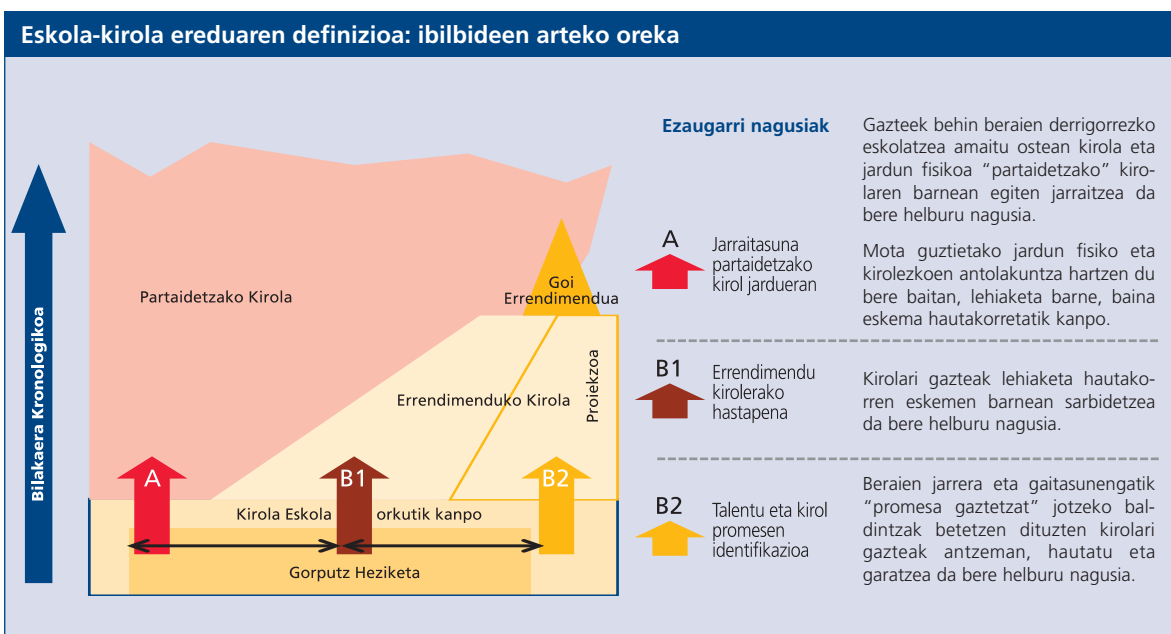 Eskola-kirola ereduaren definizioa: ibilbideen arteko oreka
Bilakaera Kronologikoa
Partaidetzako Kirola
Goi
Errendimendua
Errendimenduko Kirola
Proiekzoa
A
B1
B2
Kirola Eskola orkutik kanpo
Gorputz Heziketa
Ezaugarri nagusiak
A
Jarraitasuna
partaidetzako
kirol jardueran
Gazteek behin beraien derrigorrezko
eskolatzea amaitu ostean kirola eta
jardun fisikoa “partaidetzako” kiro-
laren barnean egiten jarraitzea da
bere helburu nagusia.
Mota guztietako jardun fisiko eta
kirolezkoen antolakuntza hartzen du
bere baitan, lehiaketa barne, baina
eskema hautakorretatik kanpo.
B1
Errendimendu
kirolerako
hastapena
Kirolari gazteak lehiaketa hautako-
rren eskemen barnean sarbidetzea
da bere helburu nagusia.
B2
Talentu eta kirol
promesen
identifikazioa
Beraien jarrera eta gaitasunengatik
“promesa gaztetzat” jotzeko bal-
dintzak betetzen dituzten kirolari
gazteak antzeman, hautatu eta
garatzea da bere helburu nagusia.